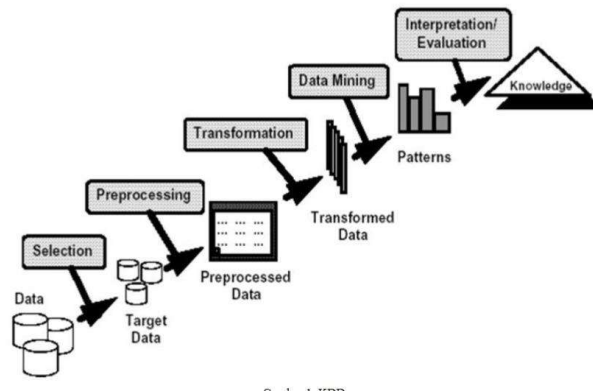 Interpretation/
Evaluation
Data Mining
Knowledge
Transformation
Patterns
Preprocessing
Transformed
Data
Selection
Preprocessed
Data
Data
Target
Data